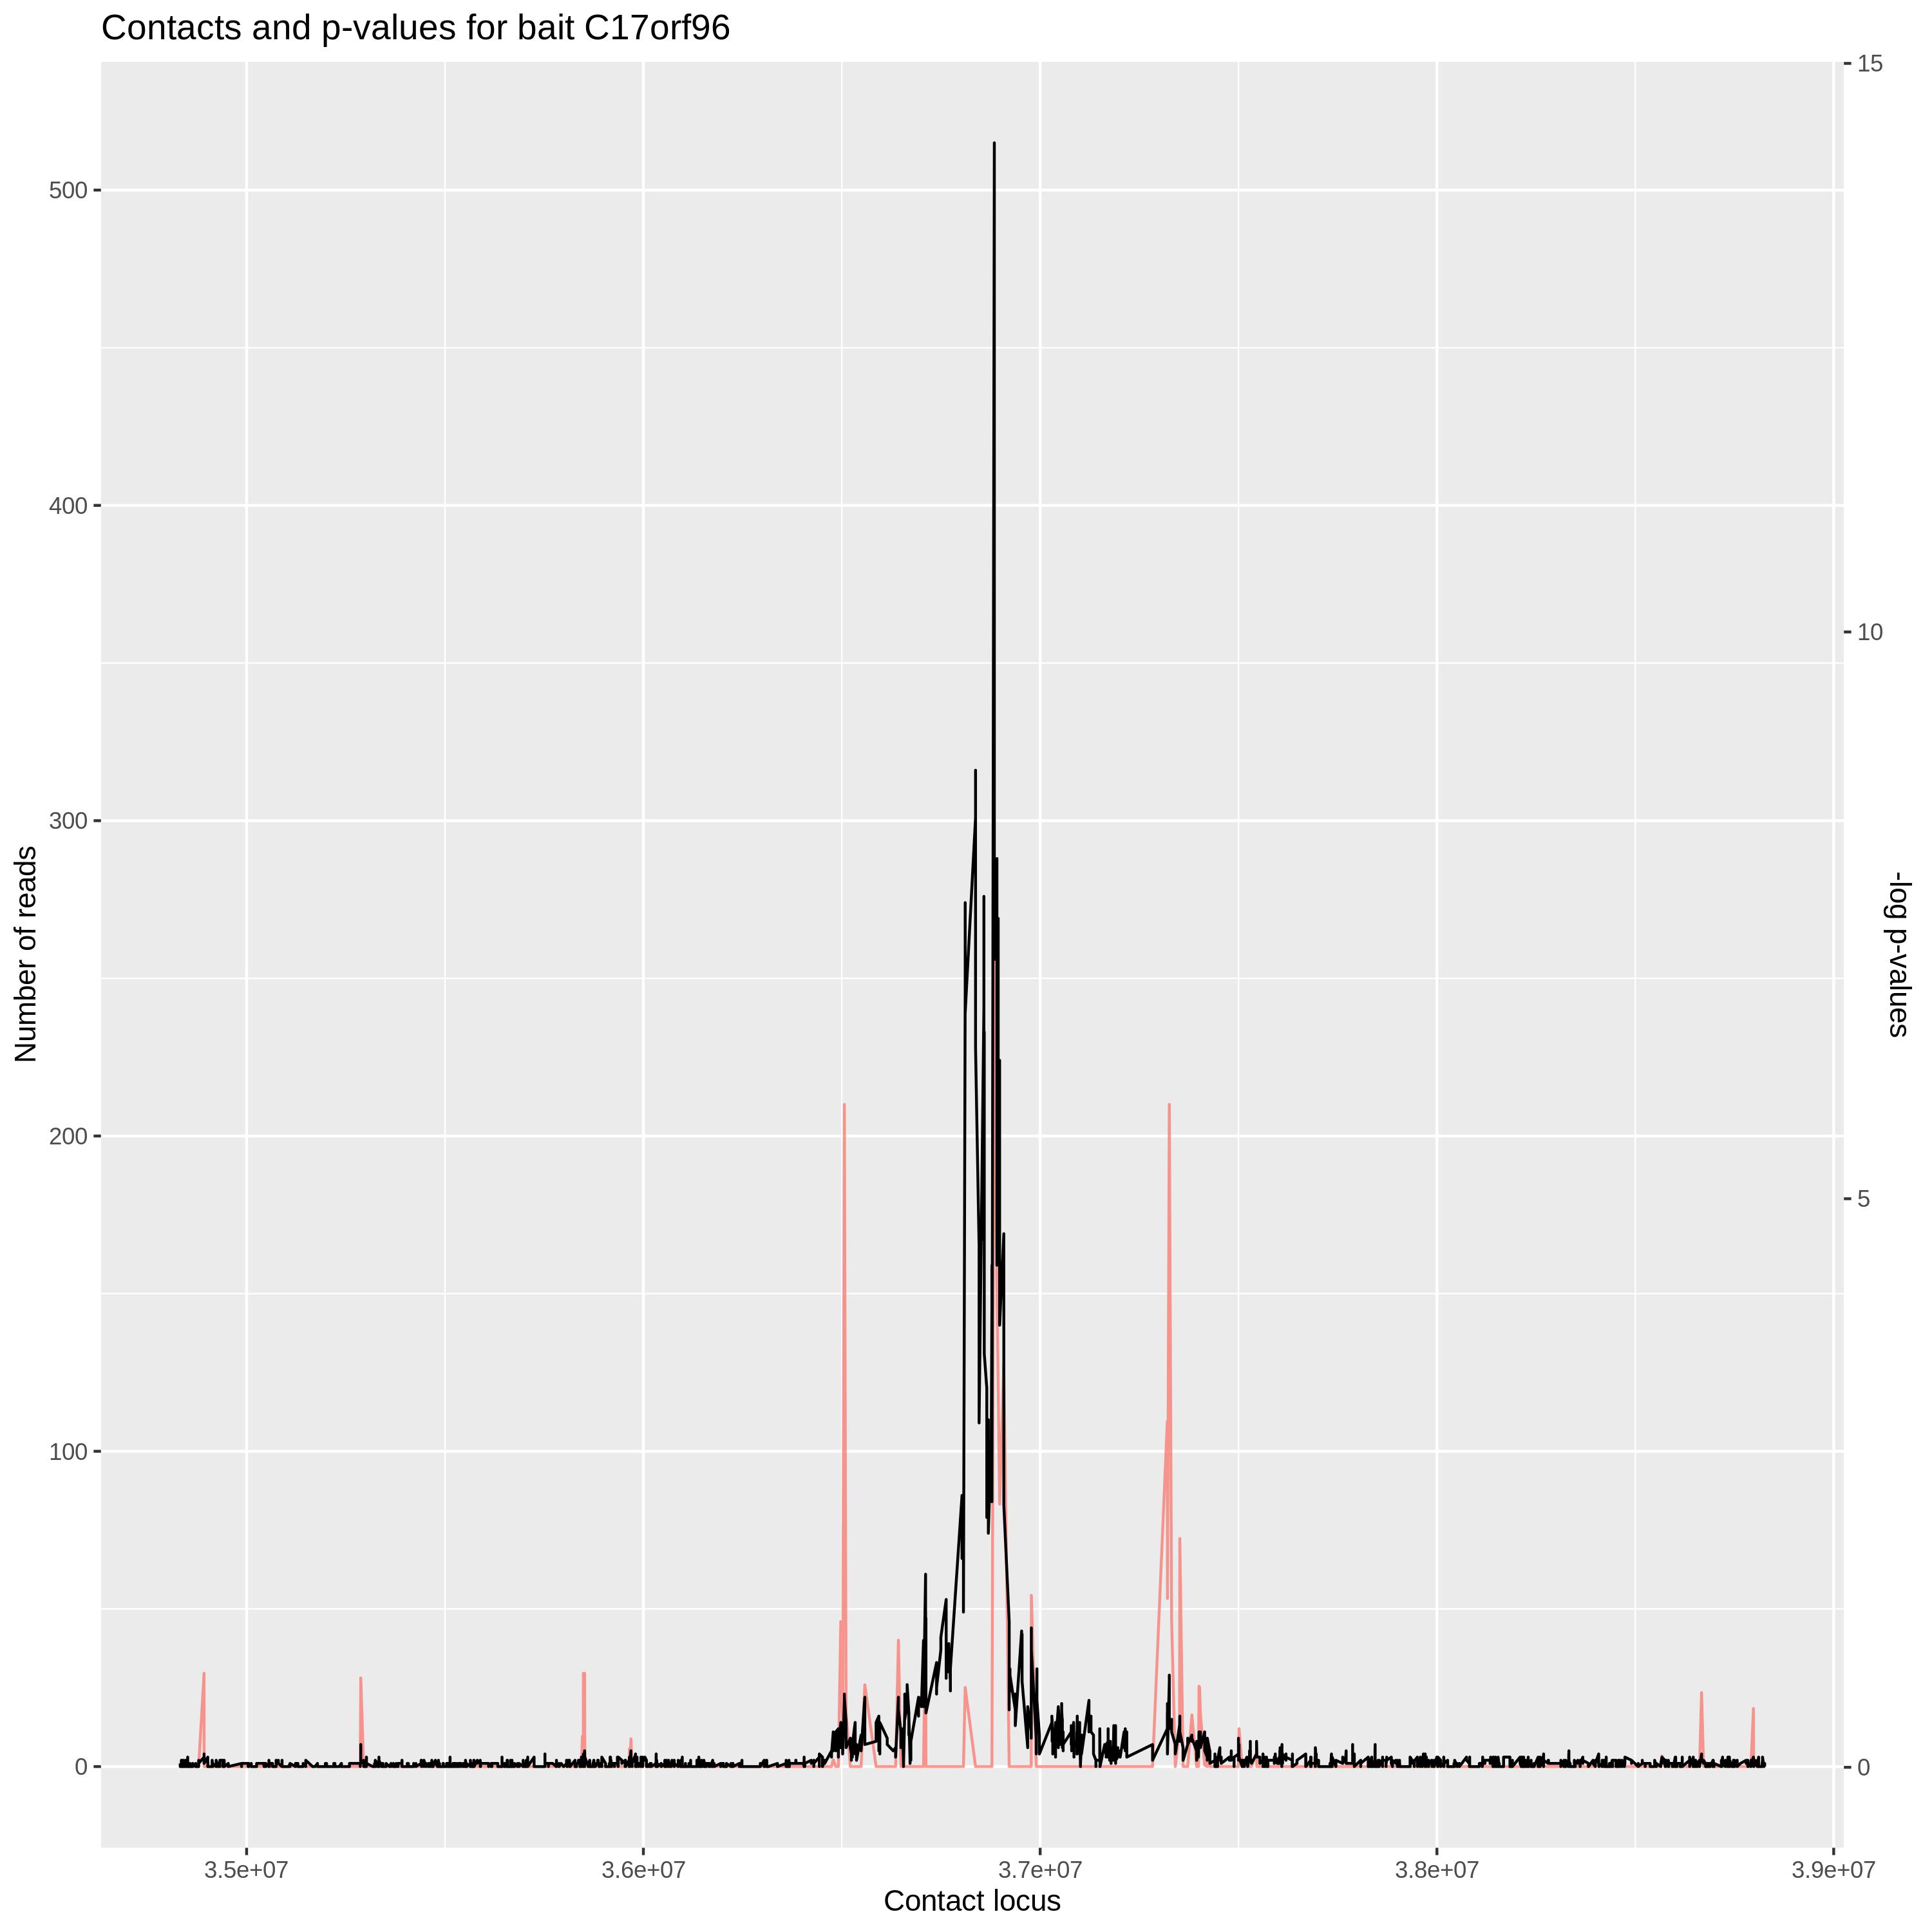 Contacts and p-values for bait C17orf96
15
500
400
10
300
Number of reads
-log p-values
200
5
100
0
0
3.5e+07
3.6e+07
3.7e+07
3.8e+07
3.9e+07
Contact locus